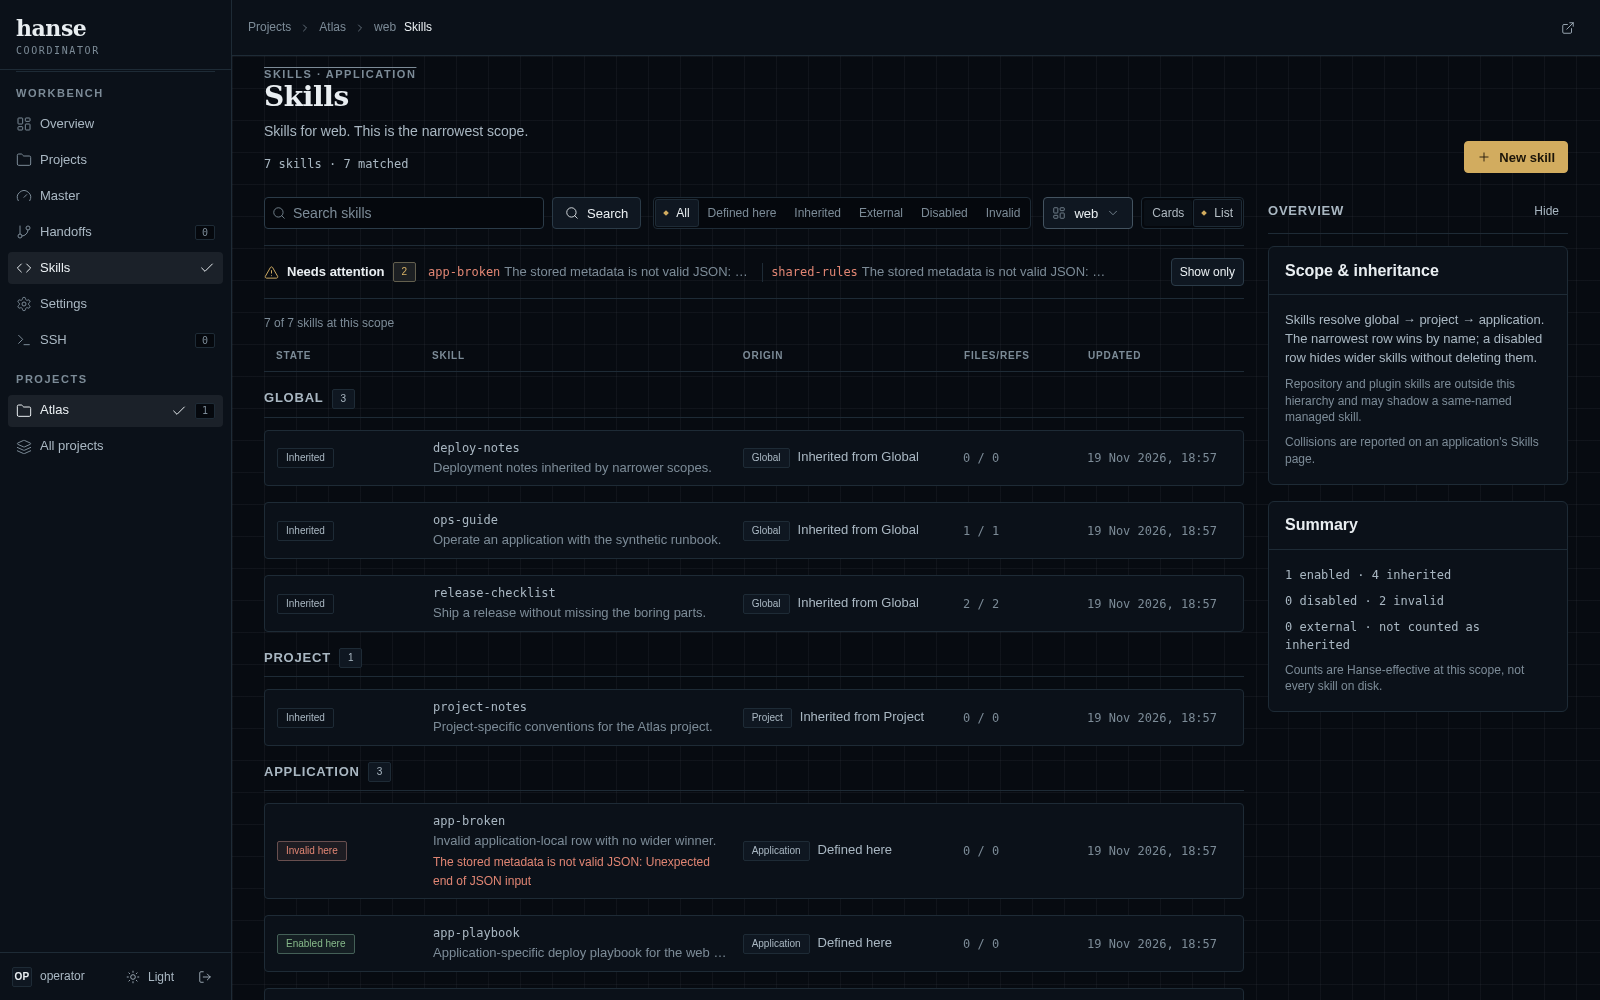 hanse
COORDINATOR
WORKBENCH
Overview
Projects
Master
Handoffs 0
Skills
Settings
SSH 0
PROJECTS
Atlas 1
All projects
OP operator Light
Projects Atlas web Skills
SKILLS · APPLICATION
Skills
Skills for web. This is the narrowest scope.
7 skills · 7 matched
New skill
Search skills Search All Defined here Inherited External Disabled Invalid web Cards List
Needs attention 2 app-broken The stored metadata is not valid JSON: … shared-rules The stored metadata is not valid JSON: … Show only
7 of 7 skills at this scope
STATE SKILL ORIGIN FILES/REFS UPDATED
GLOBAL 3
deploy-notes
Inherited Deployment notes inherited by narrower scopes. Global Inherited from Global 0 / 0 19 Nov 2026, 18:57
ops-guide
Inherited Operate an application with the synthetic runbook. Global Inherited from Global 1 / 1 19 Nov 2026, 18:57
release-checklist
Inherited Ship a release without missing the boring parts. Global Inherited from Global 2 / 2 19 Nov 2026, 18:57
PROJECT 1
project-notes
Inherited Project-specific conventions for the Atlas project. Project Inherited from Project 0 / 0 19 Nov 2026, 18:57
APPLICATION 3
app-broken
Invalid application-local row with no wider winner.
Invalid here The stored metadata is not valid JSON: Unexpected Application Defined here 0 / 0 19 Nov 2026, 18:57
end of JSON input
app-playbook
Enabled here Application-specific deploy playbook for the web … Application Defined here 0 / 0 19 Nov 2026, 18:57
OVERVIEW Hide
Scope & inheritance
Skills resolve global → project → application.
The narrowest row wins by name; a disabled
row hides wider skills without deleting them.
Repository and plugin skills are outside this
hierarchy and may shadow a same-named
managed skill.
Collisions are reported on an application's Skills
page.
Summary
1 enabled · 4 inherited
0 disabled · 2 invalid
0 external · not counted as
inherited
Counts are Hanse-effective at this scope, not
every skill on disk.